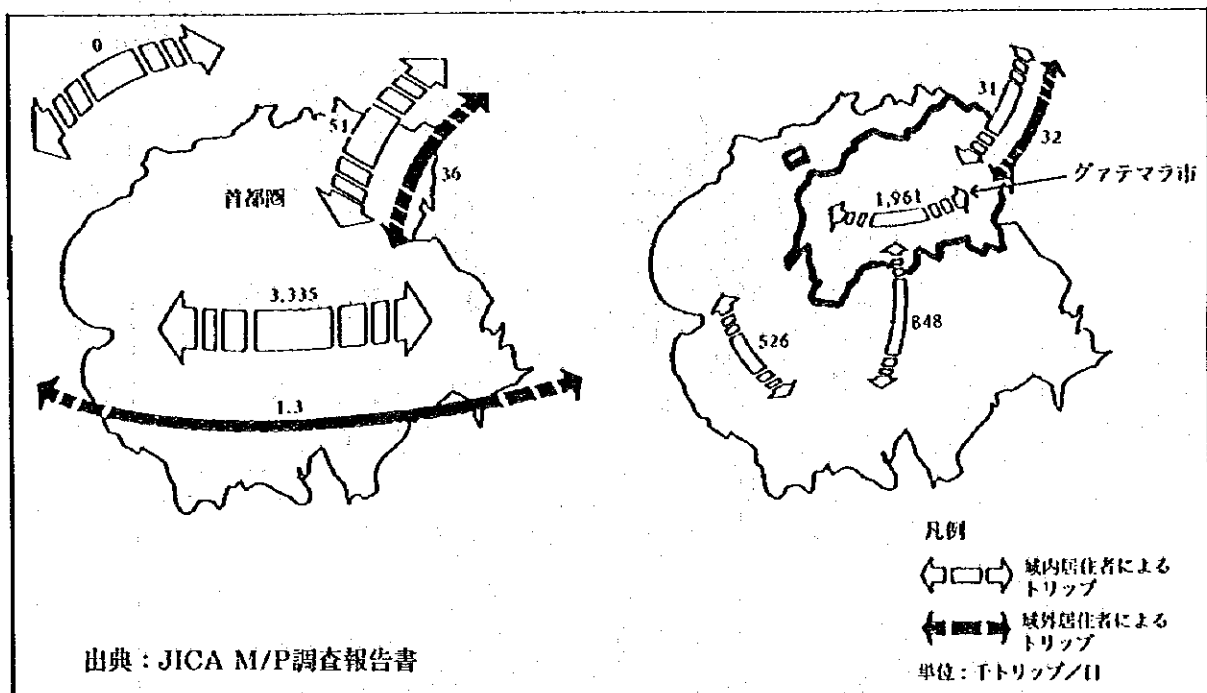 0
51
36
首都圏
3,335
1.3
31
32
グァテマラ市
1,961
848
526
凡例
域内居住者による
トリップ
域外居住者による
トリップ
単位：千トリップ／日
出典：JICA M/P調査報告書